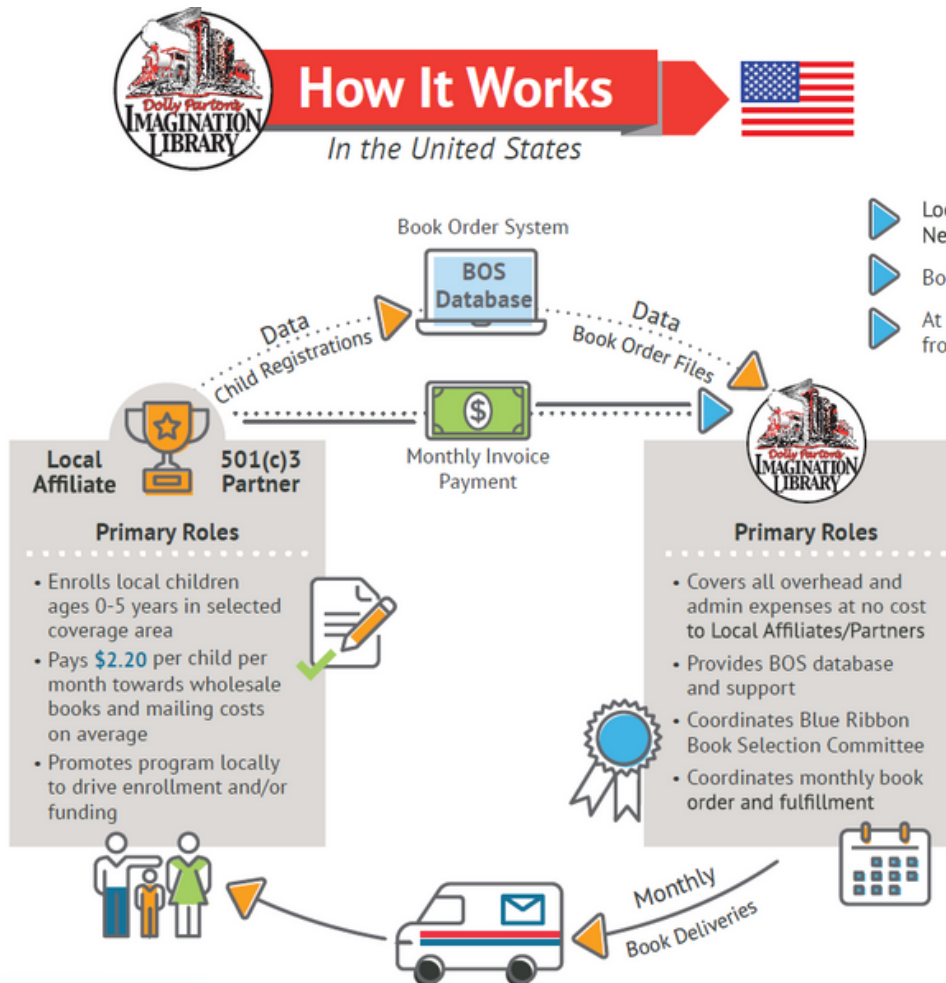 Dolly Parton's
IMAGINATION
LIBRARY
How It Works
In the United States
Book Order System
BOS
Database
Data
Child Registrations
Data
Book Order Files
Loc
Ne
Bo
At
fro
$
Monthly Invoice
Payment
Local
Affiliate
501(c)3
Partner
Primary Roles
• Enrolls local children
ages 0-5 years in selected
coverage area
• Pays $2.20 per child per
month towards wholesale
books and mailing costs
on average
• Promotes program locally
to drive enrollment and/or
funding
Dolly Parton's
IMAGINATION
LIBRARY
Primary Roles
• Covers all overhead and
admin expenses at no cost
to Local Affiliates/Partners
• Provides BOS database
and support
• Coordinates Blue Ribbon
Book Selection Committee
• Coordinates monthly book
order and fulfillment
Monthly
Book Deliveries